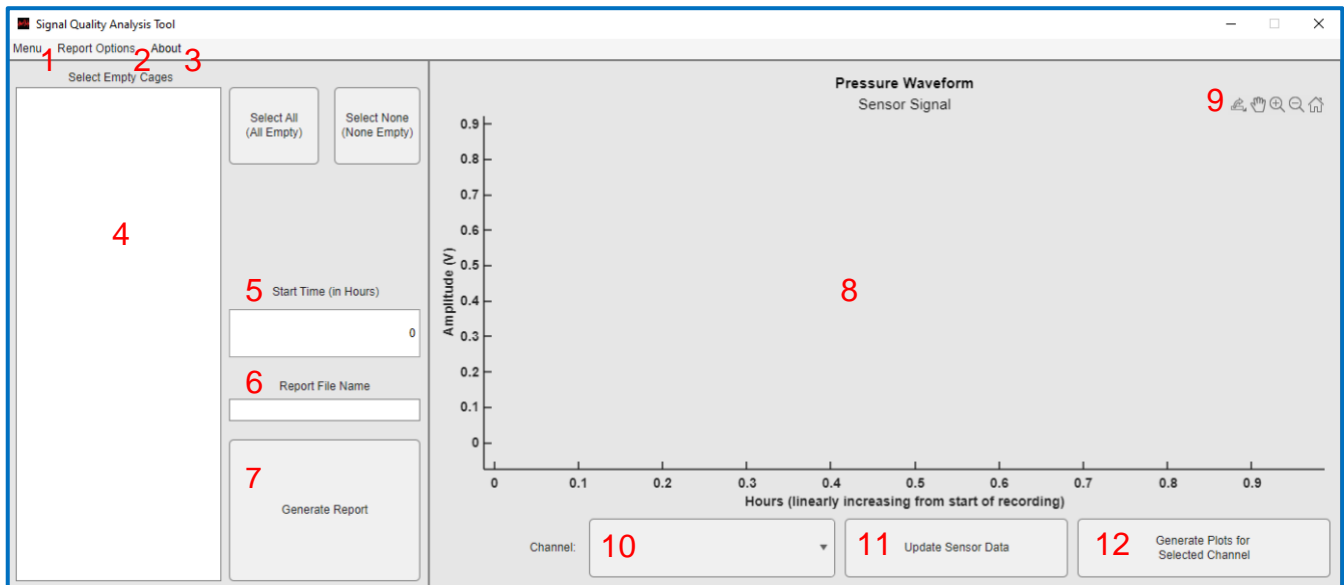 Signal Quality Analysis Tool
Menu 1 Report Options 2 About 3
Select Empty Cages
Select All
(All Empty)
Select None
(None Empty)
4
5 Start Time (in Hours)
0
6 Report File Name
7
Generate Report
Pressure Waveform
Sensor Signal
9
0.9
0.8
0.7
0.6
0.5
0.4
0.3
0.2
0.1
0
Amplitude (V)
8
0 0.1 0.2 0.3 0.4 0.5 0.6 0.7 0.8 0.9
Hours (linearly increasing from start of recording)
Channel: 10
11 Update Sensor Data
12 Generate Plots for
Selected Channel